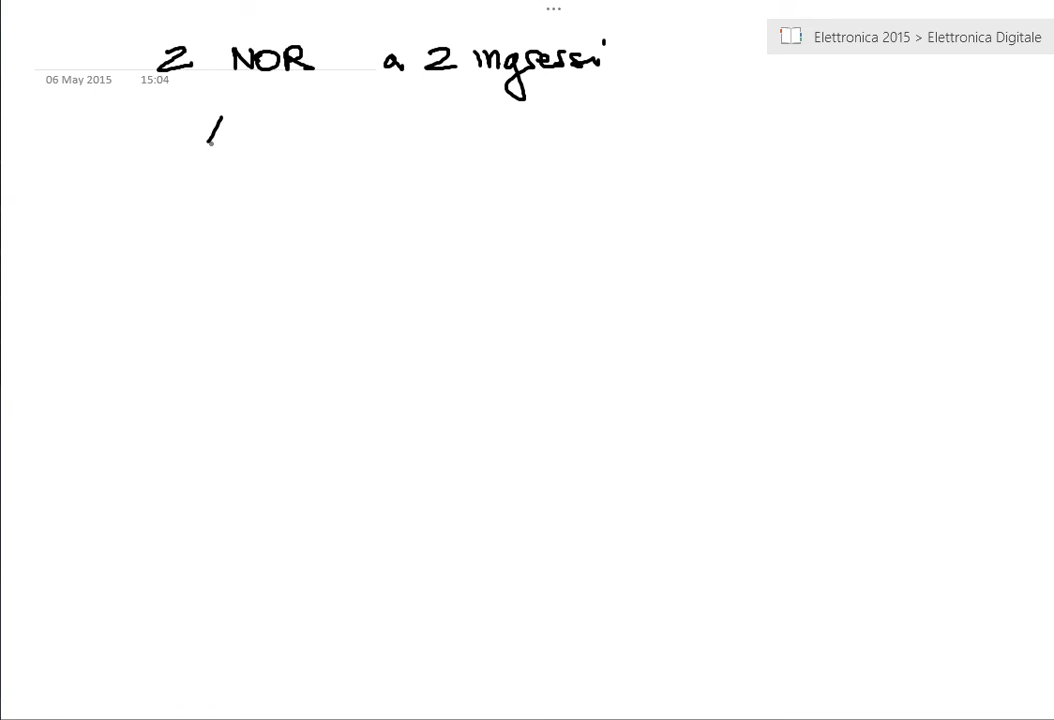 Elettronica 2015 > Elettronica Digitale
2 NOR a 2 ingressi
06 May 2015 15:04